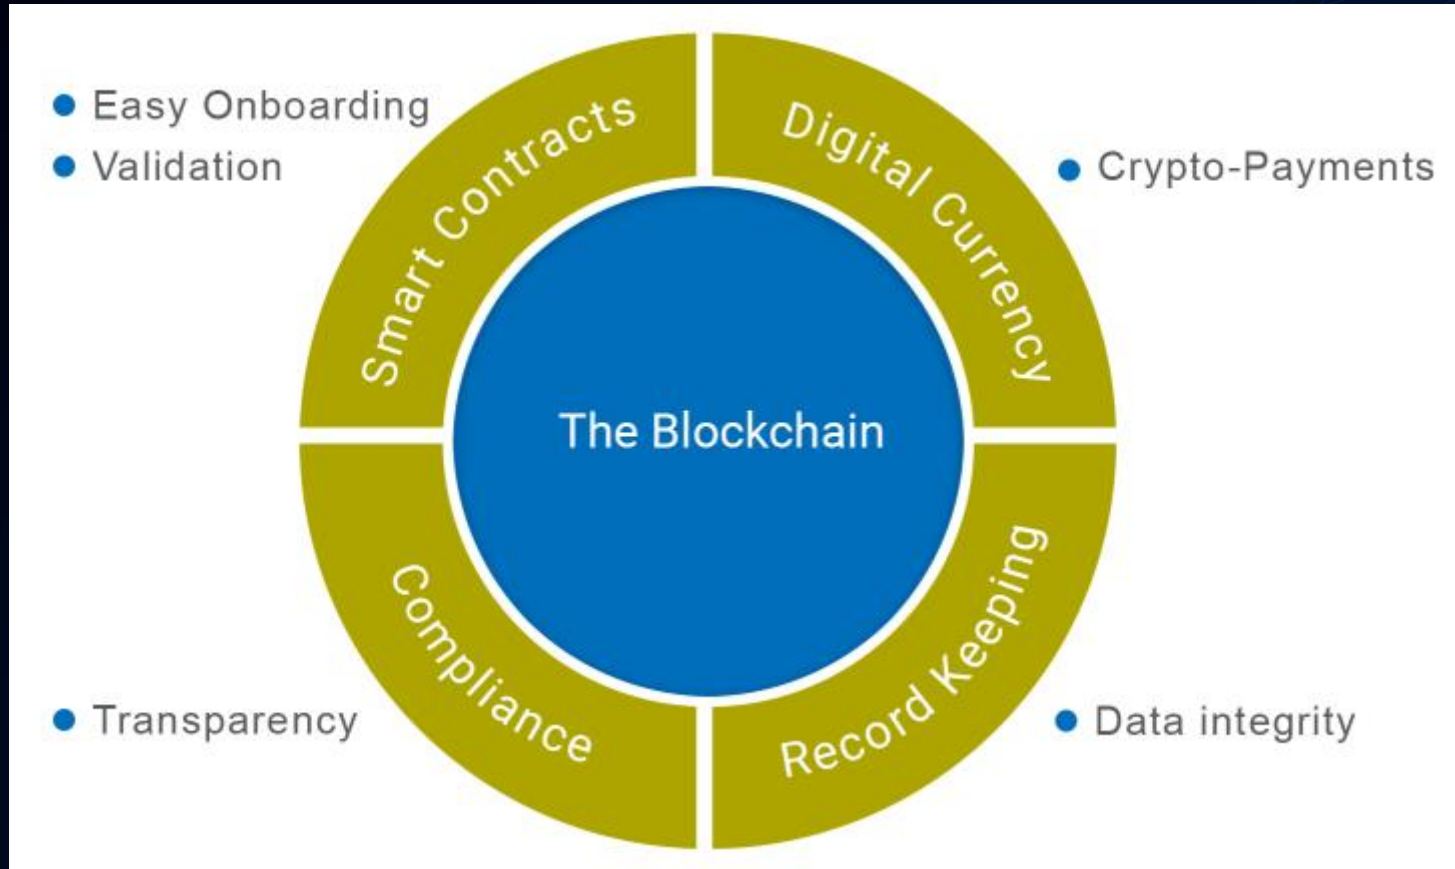 Easy Onboarding
Validation
Smart Contracts
Digital Currency
Crypto-Payments
The Blockchain
Compliance
Transparency
Record Keeping
Data integrity